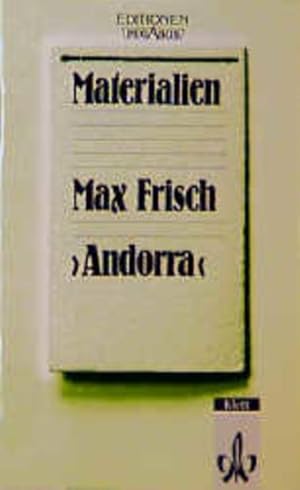 EDITIONEN
Materialien
Max Frisch
›Andorra‹
Klett